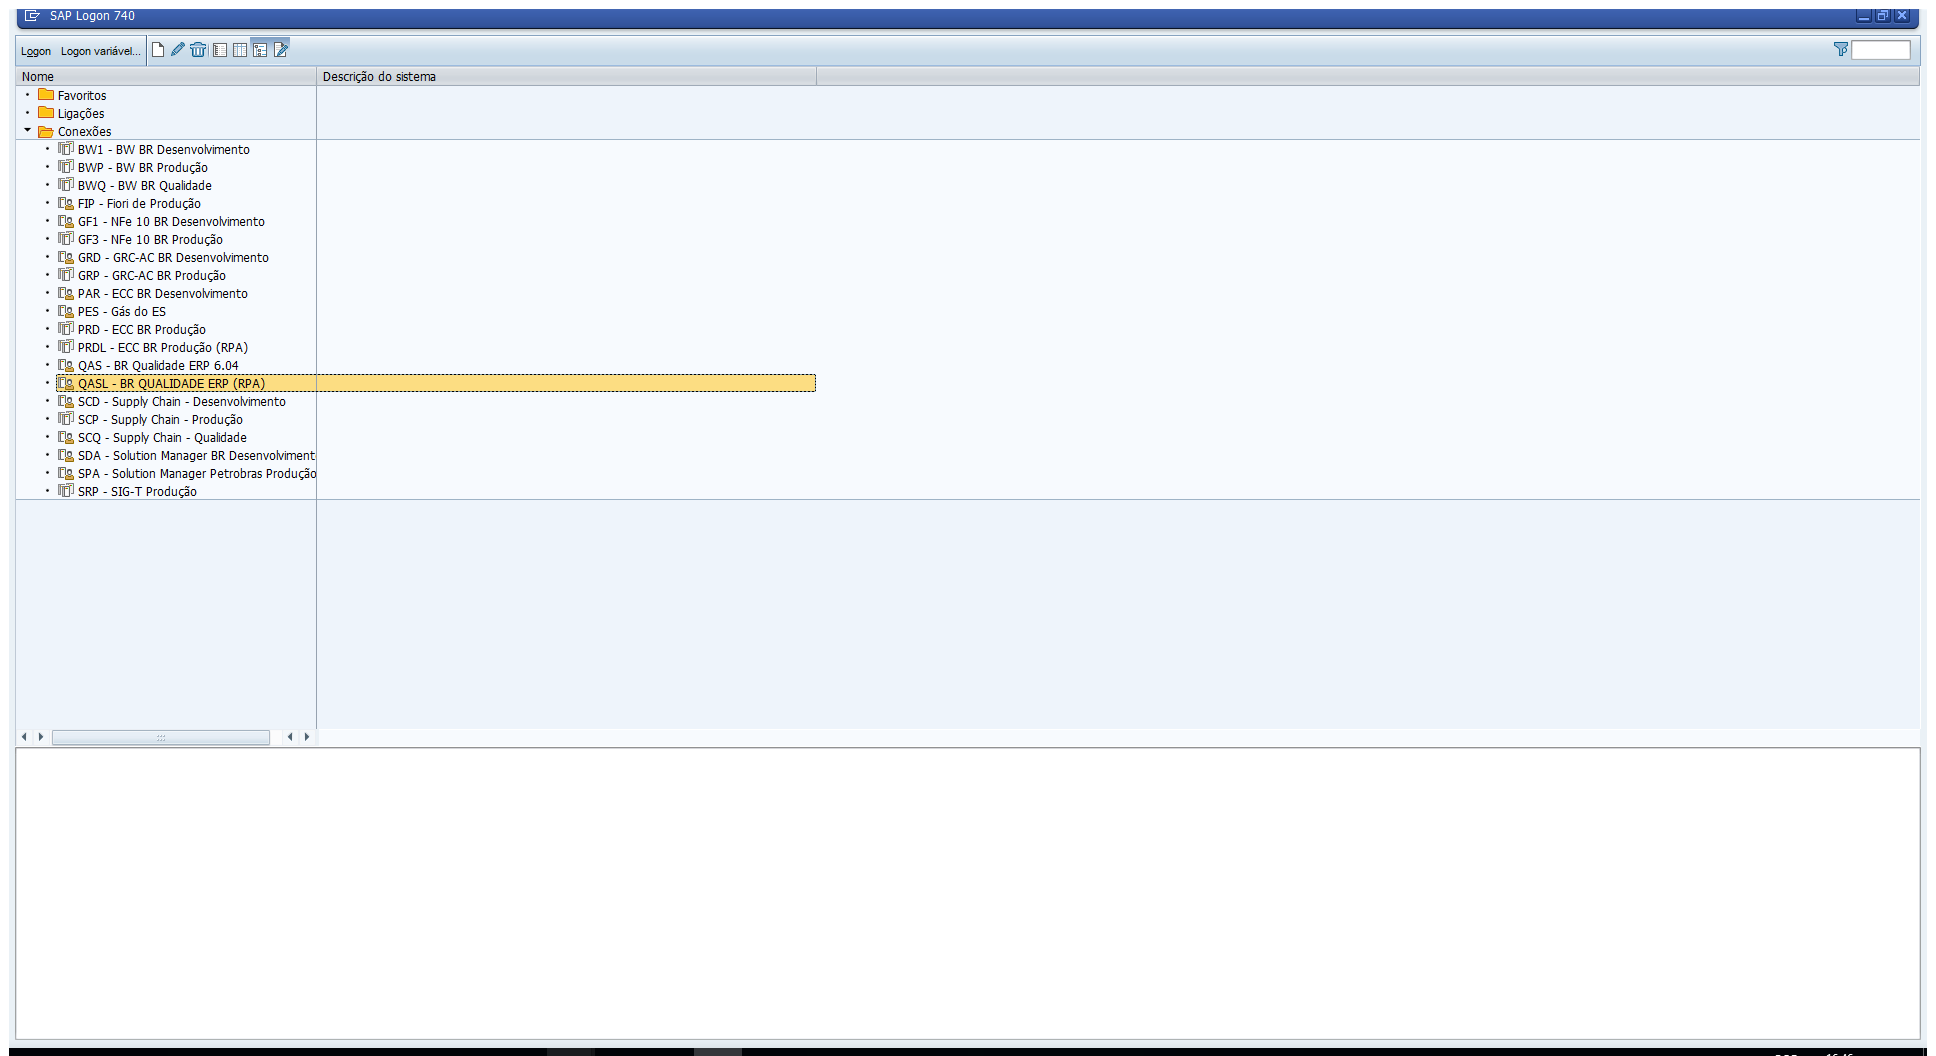 SAP Logon 740
Logon Logon variável...
Nome Descrição do sistema
Favoritos
Ligações
Conexões
BW1 - BW BR Desenvolvimento
BWP - BW BR Produção
BWQ - BW BR Qualidade
FIP - Fiori de Produção
GF1 - NFe 10 BR Desenvolvimento
GF3 - NFe 10 BR Produção
GRD - GRC-AC BR Desenvolvimento
GRP - GRC-AC BR Produção
PAR - ECC BR Desenvolvimento
PES - Gás do ES
PRD - ECC BR Produção
PRDL - ECC BR Produção (RPA)
QAS - BR Qualidade ERP 6.04
QASL - BR QUALIDADE ERP (RPA)
SCD - Supply Chain - Desenvolvimento
SCP - Supply Chain - Produção
SCQ - Supply Chain - Qualidade
SDA - Solution Manager BR Desenvolviment
SPA - Solution Manager Petrobras Produção
SRP - SIG-T Produção